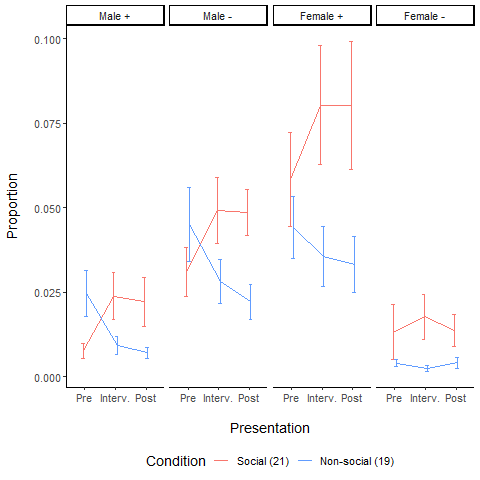 Male +
Male -
Female +
Female -
0.100
0.075
0.050
0.025
0.000
Proportion
Pre Interv. Post
Pre Interv. Post
Pre Interv. Post
Pre Interv. Post
Presentation
Condition Social (21) Non-social (19)